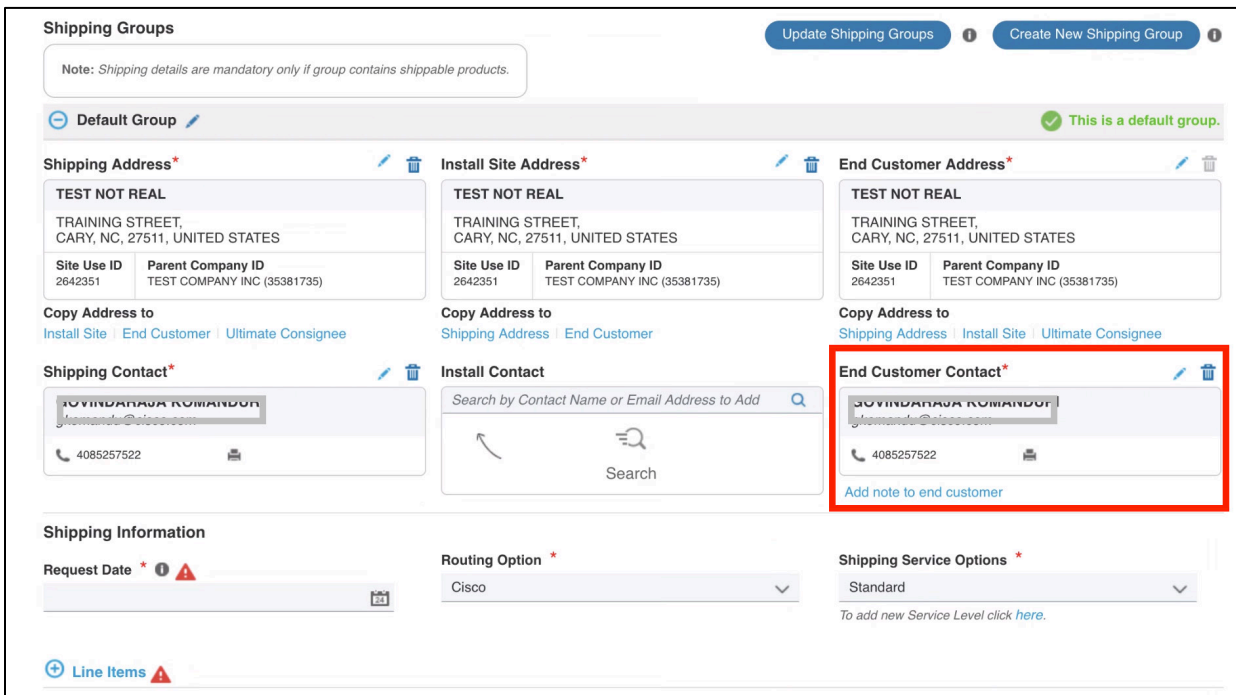 Shipping Groups
Update Shipping Groups
Create New Shipping Group
Note: Shipping details are mandatory only if group contains shippable products.
Default Group
This is a default group.
Shipping Address*
Install Site Address*
End Customer Address*
TEST NOT REAL
TEST NOT REAL
TEST NOT REAL
TRAINING STREET,
CARY, NC, 27511, UNITED STATES
TRAINING STREET,
CARY, NC, 27511, UNITED STATES
TRAINING STREET,
CARY, NC, 27511, UNITED STATES
Site Use ID Parent Company ID
2642351 TEST COMPANY INC (35381735)
Site Use ID Parent Company ID
2642351 TEST COMPANY INC (35381735)
Site Use ID Parent Company ID
2642351 TEST COMPANY INC (35381735)
Copy Address to
Install Site | End Customer | Ultimate Consignee
Copy Address to
Shipping Address | End Customer
Copy Address to
Shipping Address | Install Site | Ultimate Consignee
Shipping Contact*
Install Contact
End Customer Contact*
Search by Contact Name or Email Address to Add
4085257522
Search
4085257522
Add note to end customer
Shipping Information
Request Date *
24
Routing Option *
Cisco
Shipping Service Options *
Standard
To add new Service Level click here.
Line Items